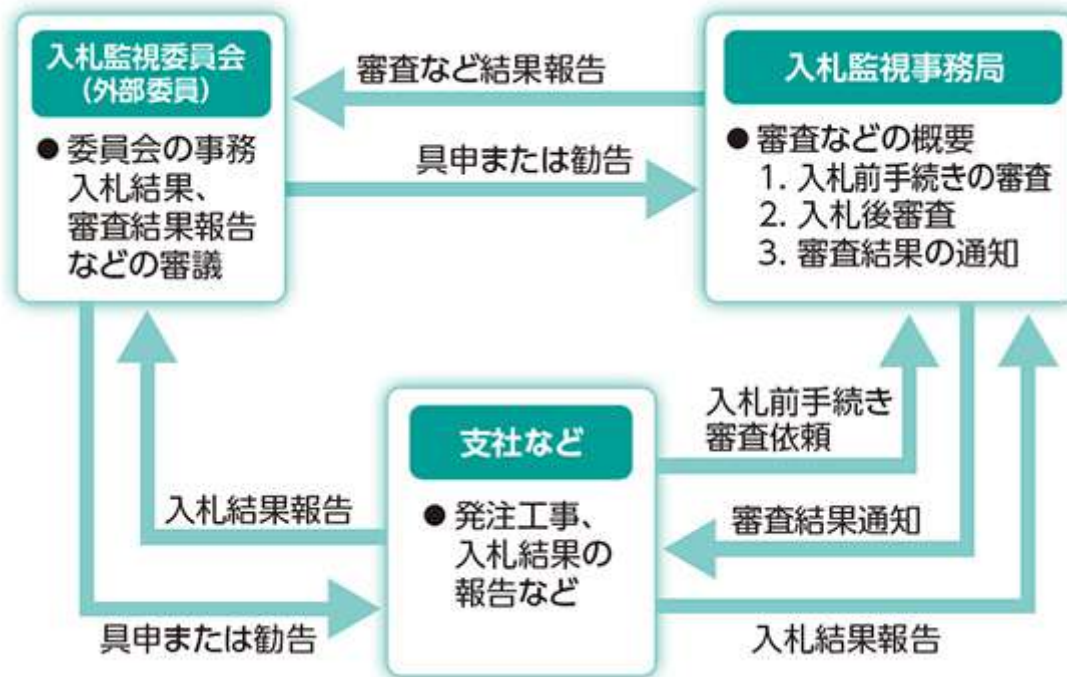 入札監視委員会
(外部委員)
● 委員会の事務
入札結果、
審査結果報告
などの審議
審査など結果報告
具申または勧告
入札監視事務局
● 審査などの概要
1. 入札前手続きの審査
2. 入札後審査
3. 審査結果の通知
支社など
● 発注工事、
入札結果の
報告など
入札結果報告
具申または勧告
入札前手続き
審査依頼
審査結果通知
入札結果報告